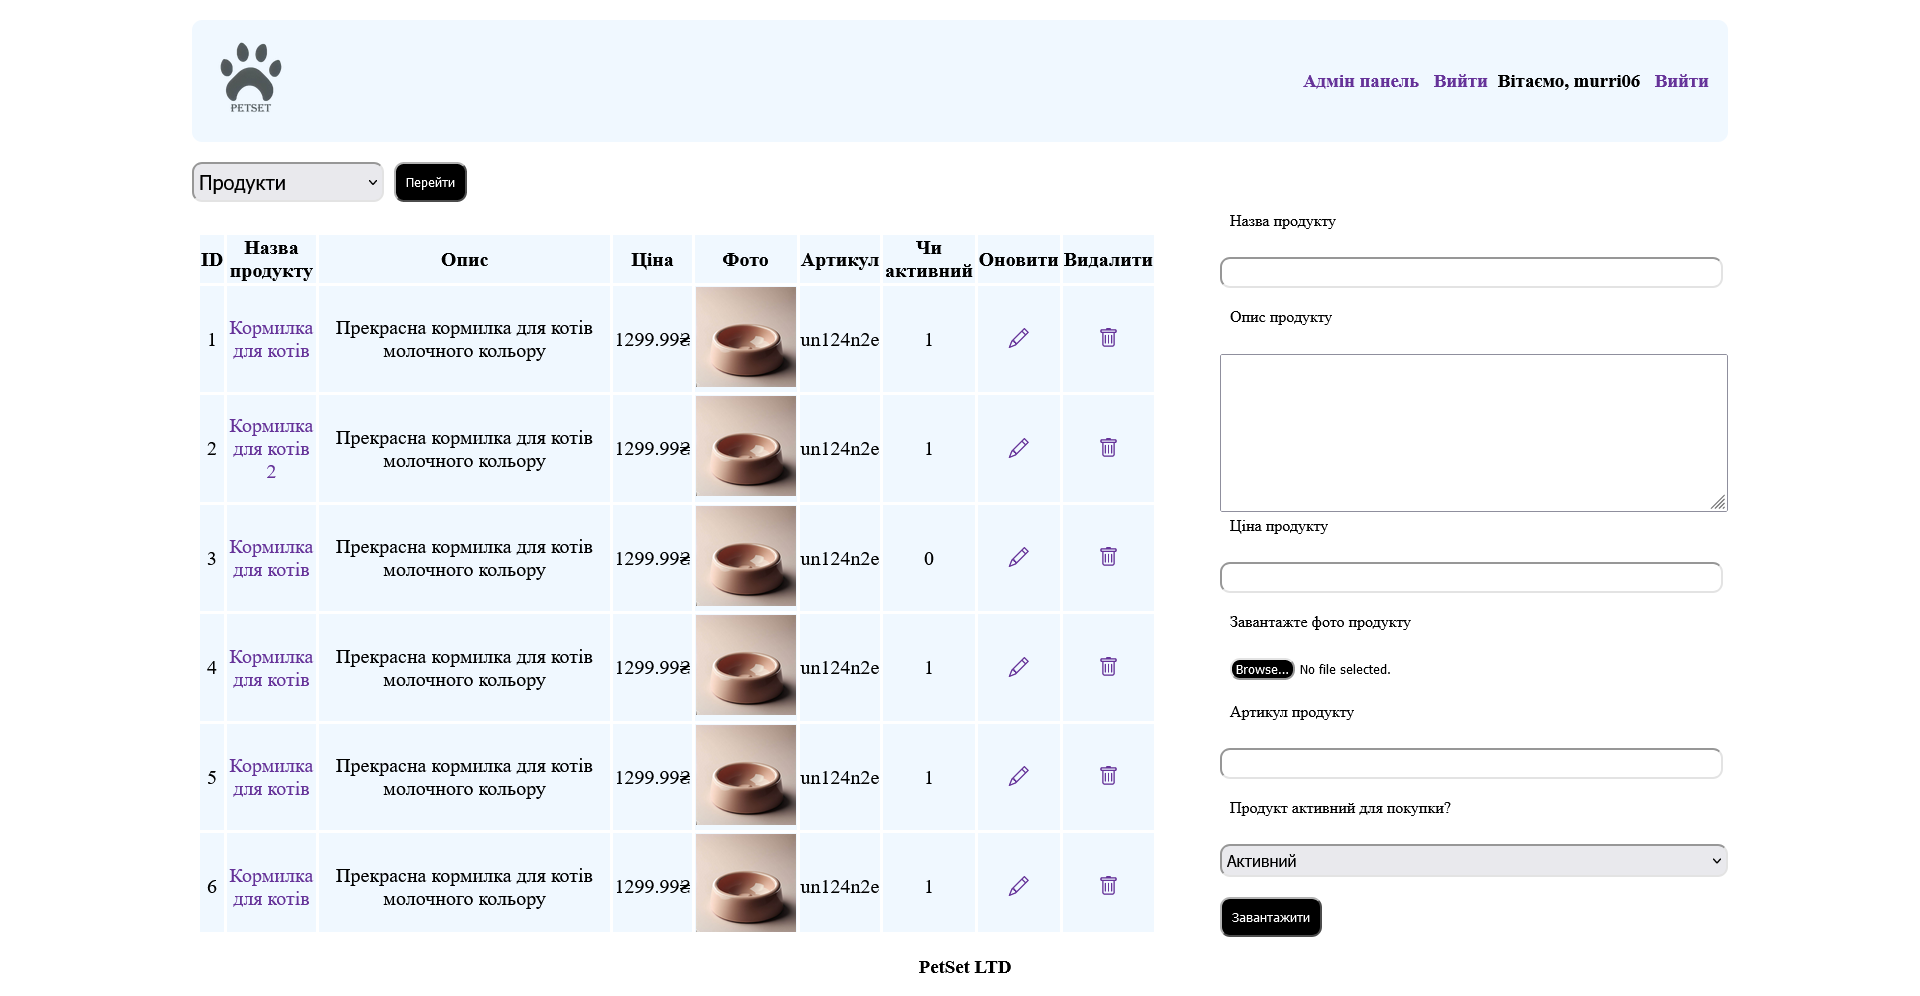 PETSET
Адмін панель Вийти Вітаємо, murri06 Вийти
Продукти Перейти
ID Назва продукту Опис Ціна Фото Артикул Чи активний Оновити Видалити
1 Кормилка для котів Прекрасна кормилка для котів молочного кольору 1299.99₴ un124n2e 1
2 Кормилка для котів 2 Прекрасна кормилка для котів молочного кольору 1299.99₴ un124n2e 1
3 Кормилка для котів Прекрасна кормилка для котів молочного кольору 1299.99₴ un124n2e 0
4 Кормилка для котів Прекрасна кормилка для котів молочного кольору 1299.99₴ un124n2e 1
5 Кормилка для котів Прекрасна кормилка для котів молочного кольору 1299.99₴ un124n2e 1
6 Кормилка для котів Прекрасна кормилка для котів молочного кольору 1299.99₴ un124n2e 1
Назва продукту
Опис продукту
Ціна продукту
Завантажте фото продукту
Browse... No file selected.
Артикул продукту
Продукт активний для покупки?
Активний
Завантажити
PetSet LTD